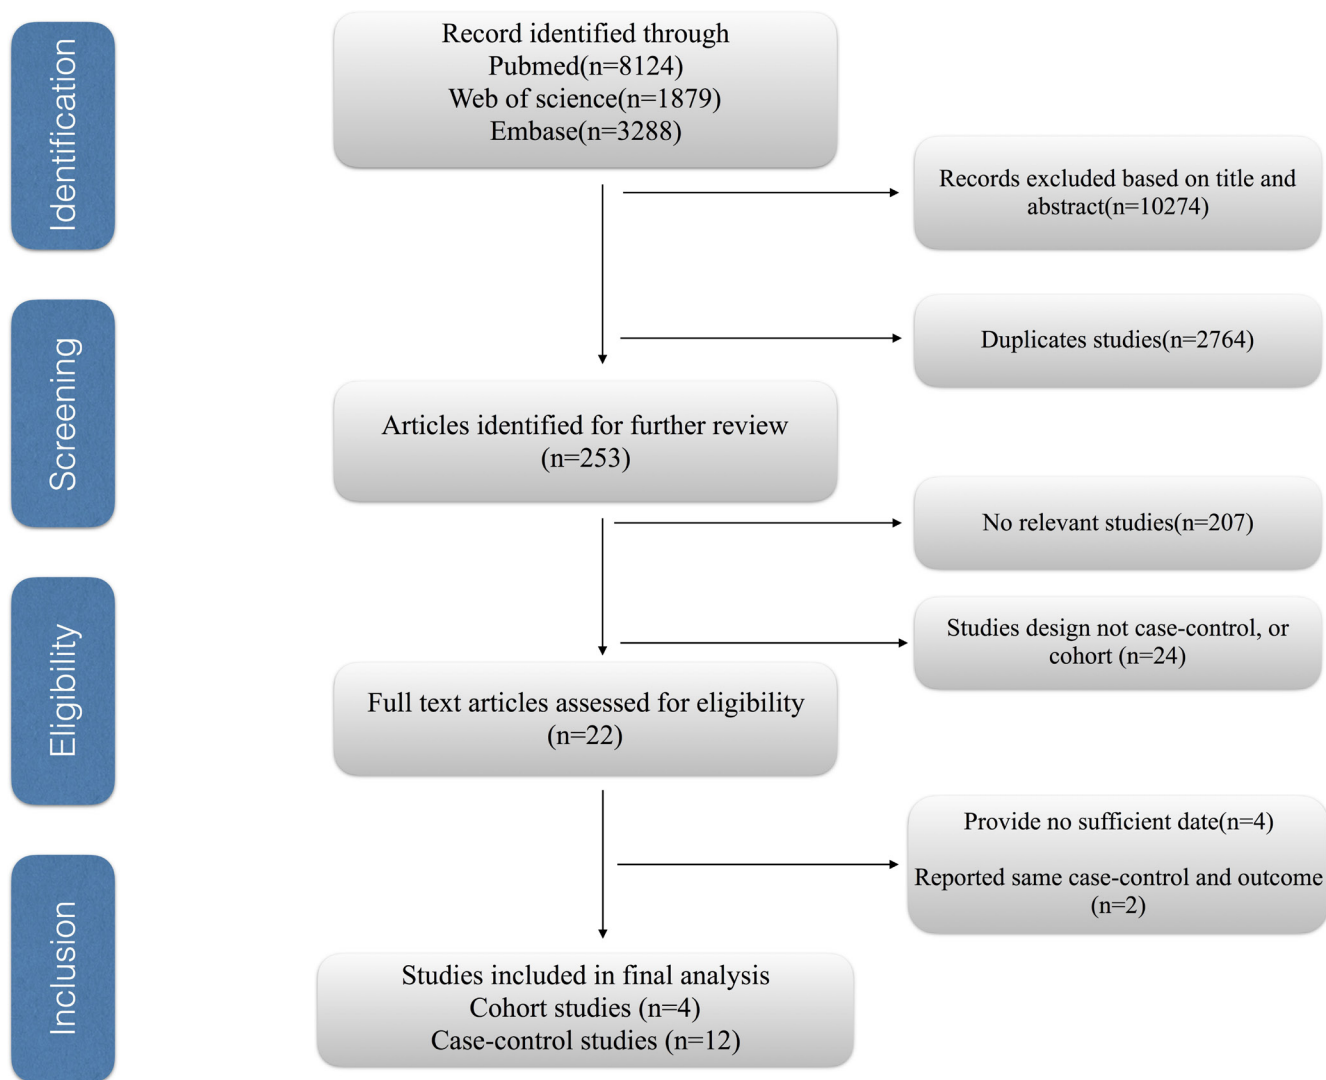 Identification
Record identified through
Pubmed(n=8124)
Web of science(n=1879)
Embase(n=3288)
Records excluded based on title and
abstract(n=10274)
Screening
Duplicates studies(n=2764)
Articles identified for further review
(n=253)
No relevant studies(n=207)
Eligibility
Studies design not case-control, or
cohort (n=24)
Full text articles assessed for eligibility
(n=22)
Inclusion
Provide no sufficient date(n=4)
Reported same case-control and outcome
(n=2)
Studies included in final analysis
Cohort studies (n=4)
Case-control studies (n=12)